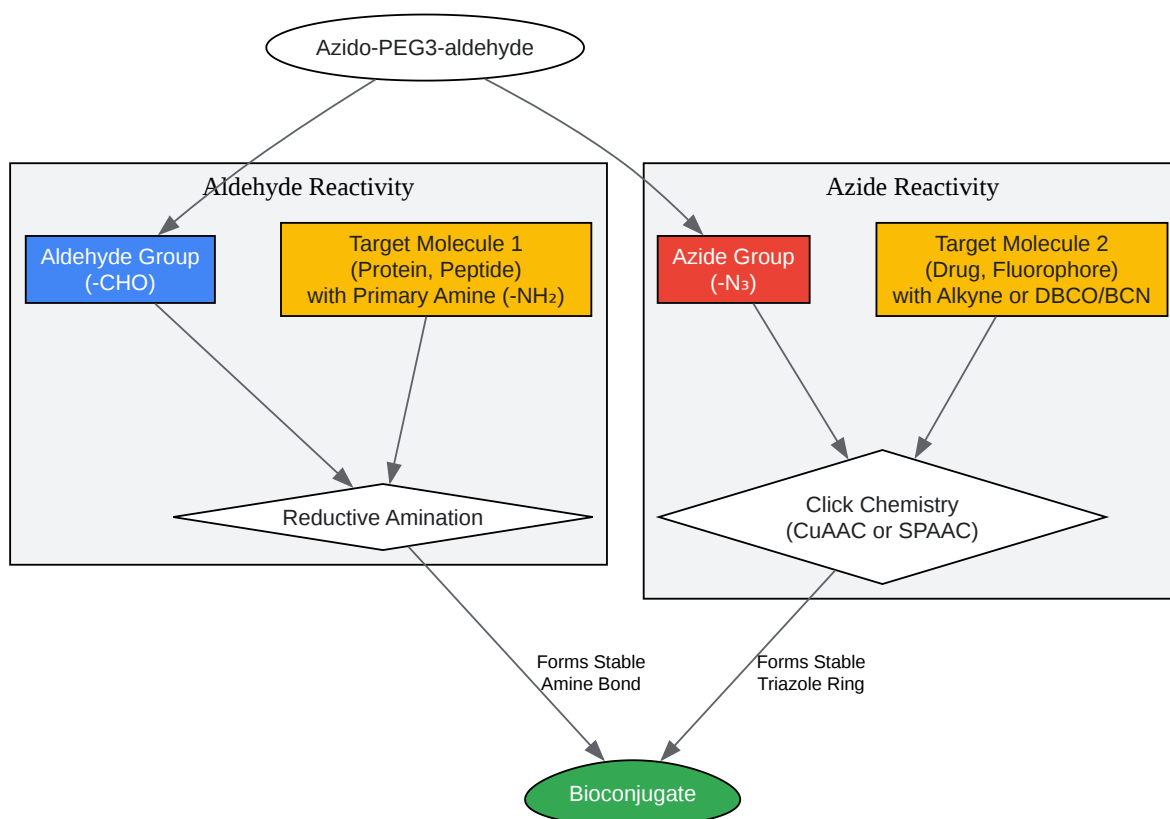 Azido-PEG3-aldehyde
Aldehyde Reactivity
Aldehyde Group
(-CHO)
Target Molecule 1
(Protein, Peptide)
with Primary Amine (-NH₂)
Reductive Amination
Azide Reactivity
Azide Group
(-N₃)
Target Molecule 2
(Drug, Fluorophore)
with Alkyne or DBCO/BCN
Click Chemistry
(CuAAC or SPAAC)
Forms Stable
Amine Bond
Forms Stable
Triazole Ring
Bioconjugate